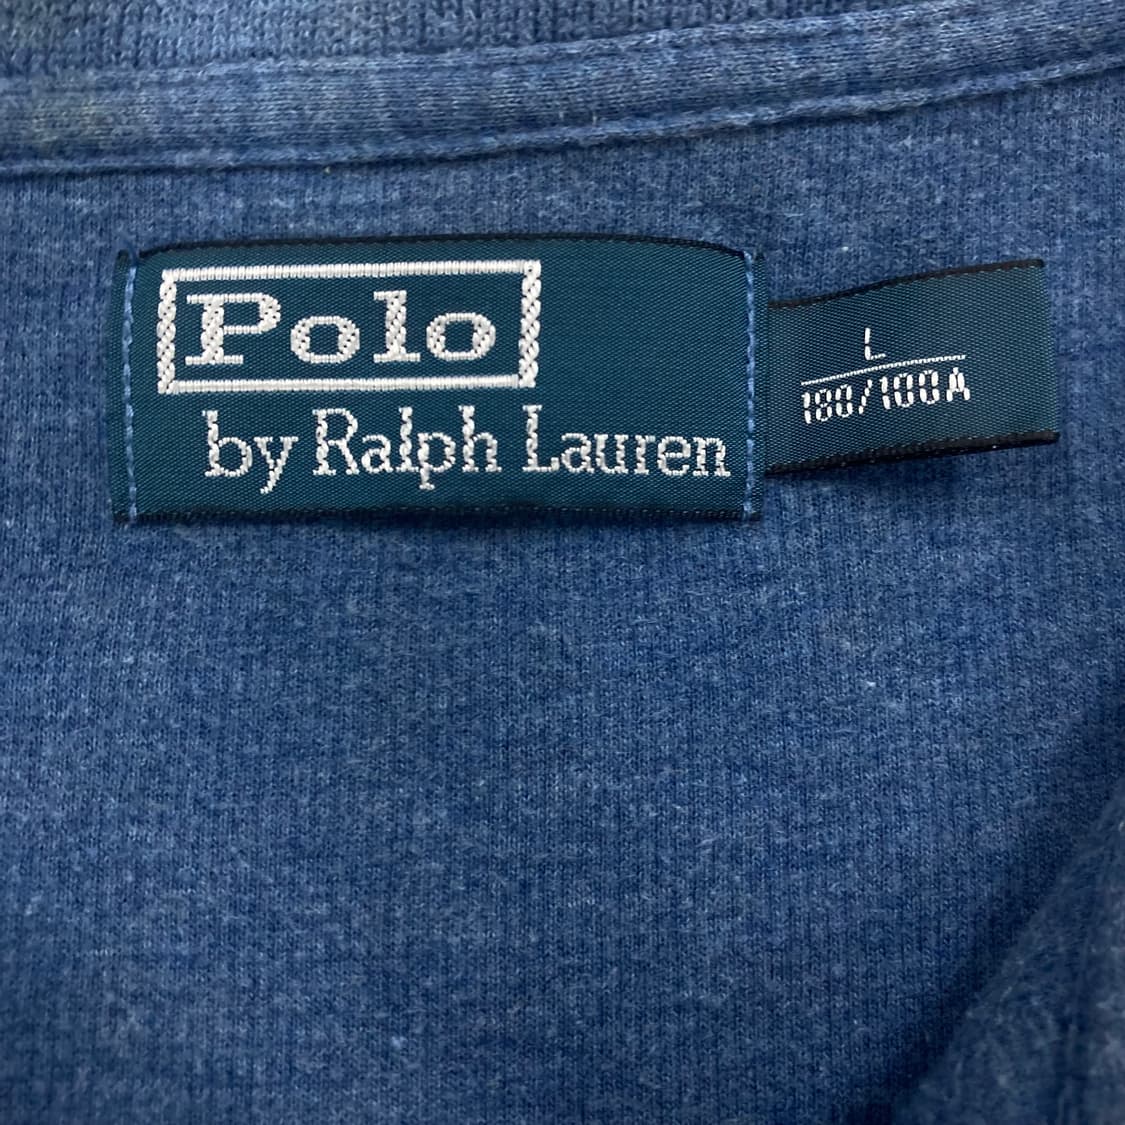 Polo
by Ralph Lauren
L
180/100A